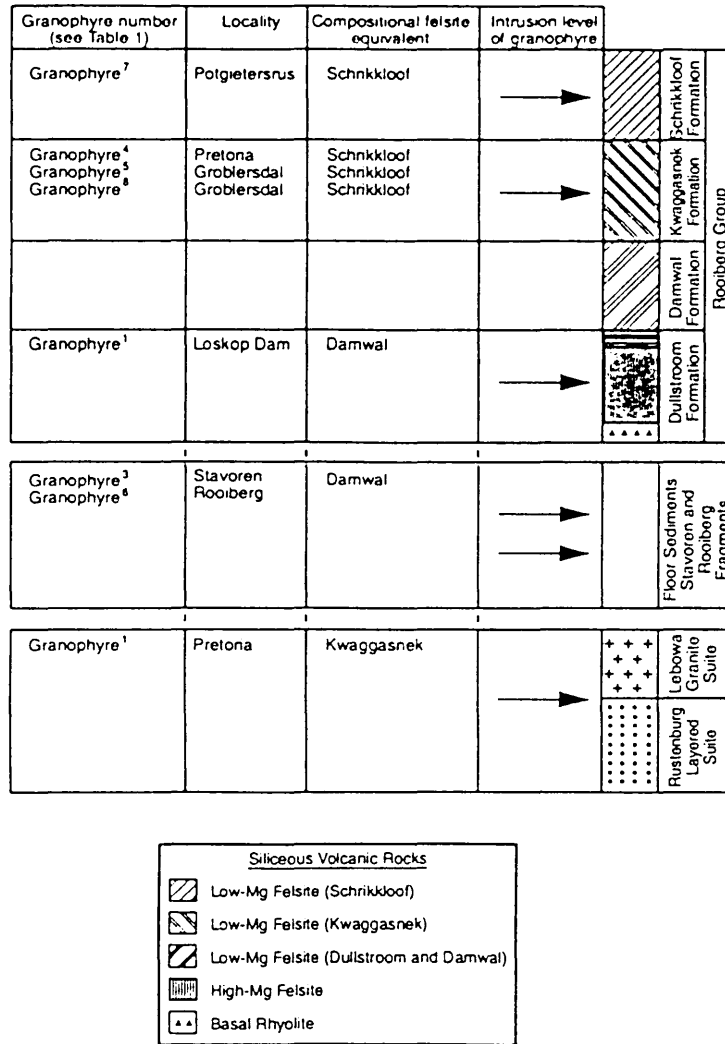 Granophyre number (see Table 1)
Locality
Compositional felsite equivalent
Intrusion level of granophyre
Granophyre⁷ Potgietersrus Schrikkloof
Granophyre⁴ Pretoria Schrikkloof
Granophyre⁵ Groblersdal Schrikkloof
Granophyre⁸ Groblersdal Schrikkloof
Granophyre¹ Loskop Dam Damwal
Granophyre³ Stavoren Damwal
Granophyre⁶ Rooiberg
Granophyre¹ Pretoria Kwaggasnek
Schrikkloof Formation
Kwaggasnok Formation
Damwal Formation
Dullstroom Formation
Rooiberg Group
Floor Sediments Stavoren and Rooiberg Fragments
Lebowa Granite Suite
Rustenburg Layered Suite
Siliceous Volcanic Rocks
Low-Mg Felsite (Schrikkloof)
Low-Mg Felsite (Kwaggasnek)
Low-Mg Felsite (Dullstroom and Damwal)
High-Mg Felsite
Basal Rhyolite